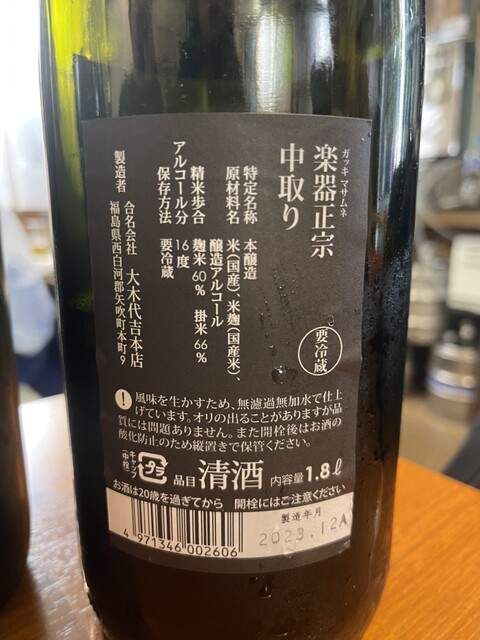 ガッキ マサムネ
楽器正宗
中取り
要冷蔵
特定名称 本醸造
原材料名 米(国産)、米麹(国産米)、
醸造アルコール
精米歩合 麹米60% 掛米66%
アルコール分 16度
保存方法 要冷蔵
製造者 合名会社 大木代吉本店
福島県西白河郡矢吹町本町9
! 風味を生かすため、無濾過無加水で仕上
げています。オリの出ることがありますが品
質には問題ありません。また開栓後はお酒の
酸化防止のため縦置きで保管ください。
キャップ
(中栓)
プラ
品目 清酒 内容量1.8ℓ
お酒は20歳を過ぎてから 開栓にはご注意ください
製造年月
2023.12A
4 971346 002606